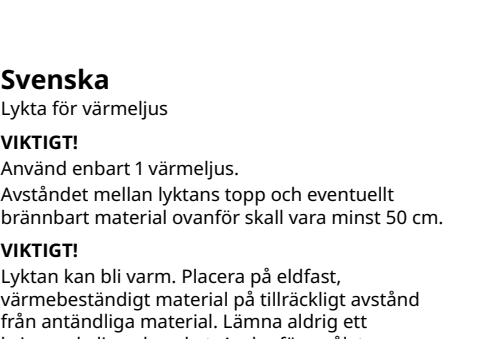 Svenska
Lykta för värmeljus
VIKTIGT!
Använd enbart 1 värmeljus.
Avståndet mellan lyktans topp och eventuellt
brännbart material ovanför skall vara minst 50 cm.
VIKTIGT!
Lyktan kan bli varm. Placera på eldfast,
värmebeständigt material på tillräckligt avstånd
från antändliga material. Lämna aldrig ett